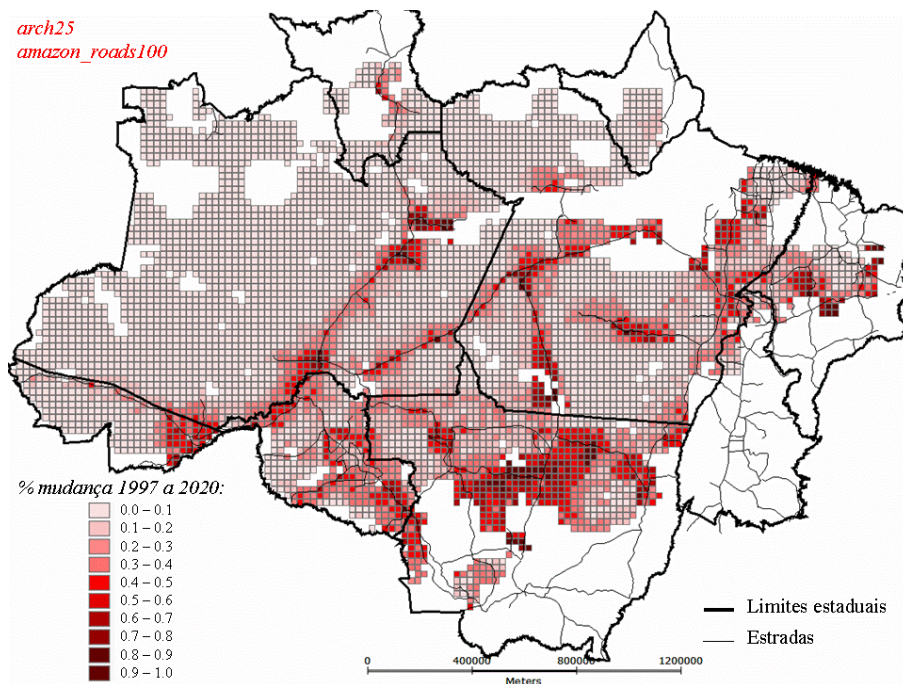 arch25
amazon_roads100
% mudança 1997 a 2020:
0.0 – 0.1
0.1 – 0.2
0.2 – 0.3
0.3 – 0.4
0.4 – 0.5
0.5 – 0.6
0.6 – 0.7
0.7 – 0.8
0.8 – 0.9
0.9 – 1.0
Limites estaduais
Estradas
0 400000 800000 1200000
Meters